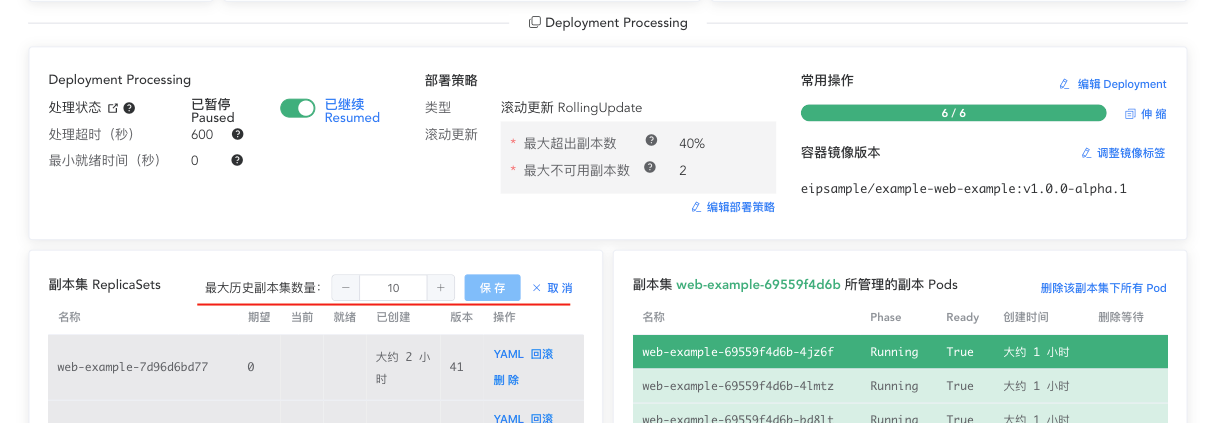 Deployment Processing
Deployment Processing
处理状态
已暂停
Paused
已继续
Resumed
处理超时（秒）
600
最小就绪时间（秒）
0
部署策略
类型
滚动更新 RollingUpdate
滚动更新
* 最大超出副本数
40%
* 最大不可用副本数
2
编辑部署策略
常用操作
编辑 Deployment
6 / 6
伸 缩
容器镜像版本
调整镜像标签
eipsample/example-web-example:v1.0.0-alpha.1
副本集 ReplicaSets
最大历史副本集数量：
−
10
+
保 存
× 取 消
名称 期望 当前 就绪 已创建 版本 操作
web-example-7d96d6bd77 0 大约 2 小
时
41
YAML 回滚
删 除
YAML 回滚
副本集 web-example-69559f4d6b 所管理的副本 Pods
删除该副本集下所有 Pod
名称 Phase Ready 创建时间 删除等待
web-example-69559f4d6b-4jz6f Running True 大约 1 小时
web-example-69559f4d6b-4lmtz Running True 大约 1 小时
web-example-69559f4d6b-bd8lt Running True 大约 1 小时